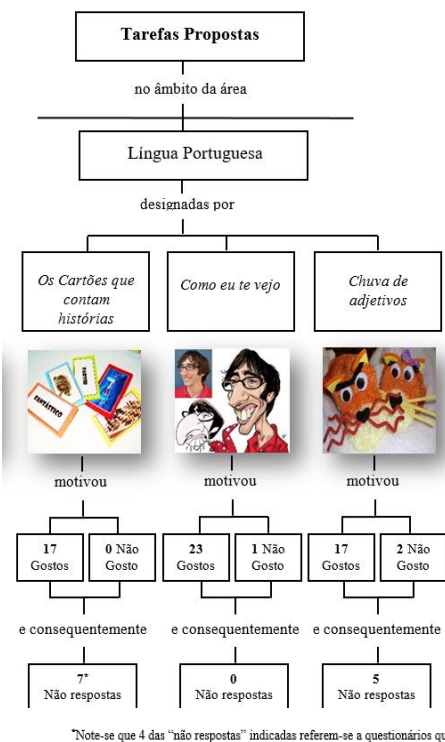 Tarefas Propostas
no âmbito da área
Língua Portuguesa
designadas por
Os Cartões que
contam
histórias
Como eu te vejo
Chuva de
adjetivos
FANTÁSTICO
motivou
motivou
motivou
17
Gostos
0 Não
Gosto
23
Gostos
1 Não
Gosto
17
Gostos
2 Não
Gosto
e consequentemente
e consequentemente
e consequentemente
7*
Não respostas
0
Não respostas
5
Não respostas
*Note-se que 4 das “não respostas” indicadas referem-se a questionários qu